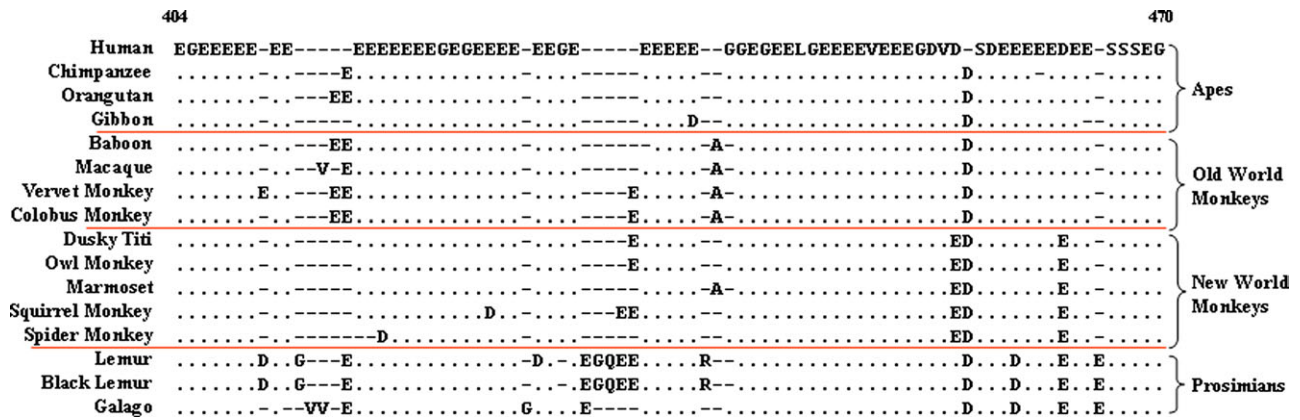 404 470
Human EGEEEEE-EE-----EEEEEEEGEGEEEE-EEGE-----EEEEE--GGEGEELGEEEEVEEEGDVD-SDEEEEEDEE-SSSEG
Chimpanzee .......-..----E..............-....-----.....--....................D.....-....-.....
Orangutan .......-..---EE..............-....-----.....--....................D..........-.....
Gibbon .......-..-----..............-....-----....D--....................D.........--.....
Apes
Baboon .......-..---EE..............-....------....-A-...................D..........-.....
Macaque .......-..--V-E..............-....-----.....-A-...................D..........-.....
Vervet Monkey .......E..---EE..............-....----E.....-A-...................D..........-.....
Colobus Monkey .......-..---EE..............-....----E.....-A-...................D..........-.....
Old World
Monkeys
Dusky Titi .......-..-----..............-....----E.....--...................ED.......E..-.....
Owl Monkey .......-..-----..............-....----E.....--...................ED.......E..-.....
Marmoset .......-..-----..............-....-----.....-A-..................ED.......E..-.....
Squirrel Monkey .......-..-----...........D..-....---EE.....--...................ED.......E..-.....
Spider Monkey .......-..-------D...........-....-----.....--...................ED.......E..-.....
New World
Monkeys
Lemur .......D..G---E..............-D.-.EGQEE.....R--...................D...D...E..E.....
Black Lemur .......D..G---E..............-..-.EGQEE.....R--...................D...D...E..E.....
Galago .......-..-VV-E..............G....E----.....--....................D...D...E..E.....
Prosimians